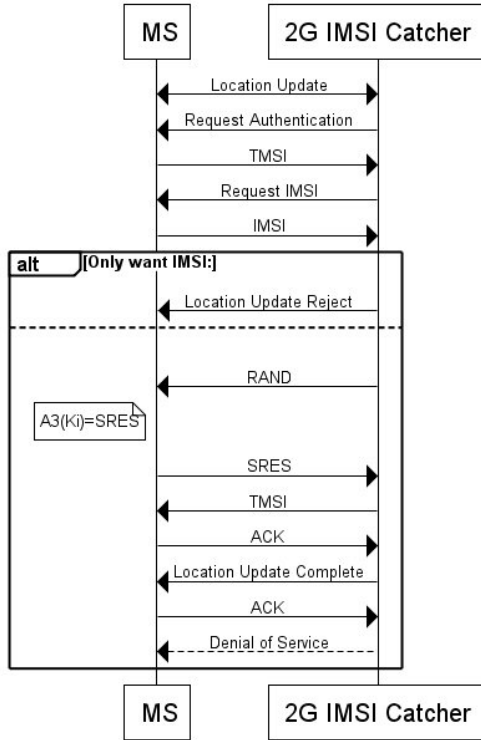 MS 2G IMSI Catcher
Location Update
Request Authentication
TMSI
Request IMSI
IMSI
alt [Only want IMSI:]
Location Update Reject
RAND
A3(Ki)=SRES
SRES
TMSI
ACK
Location Update Complete
ACK
Denial of Service
MS 2G IMSI Catcher